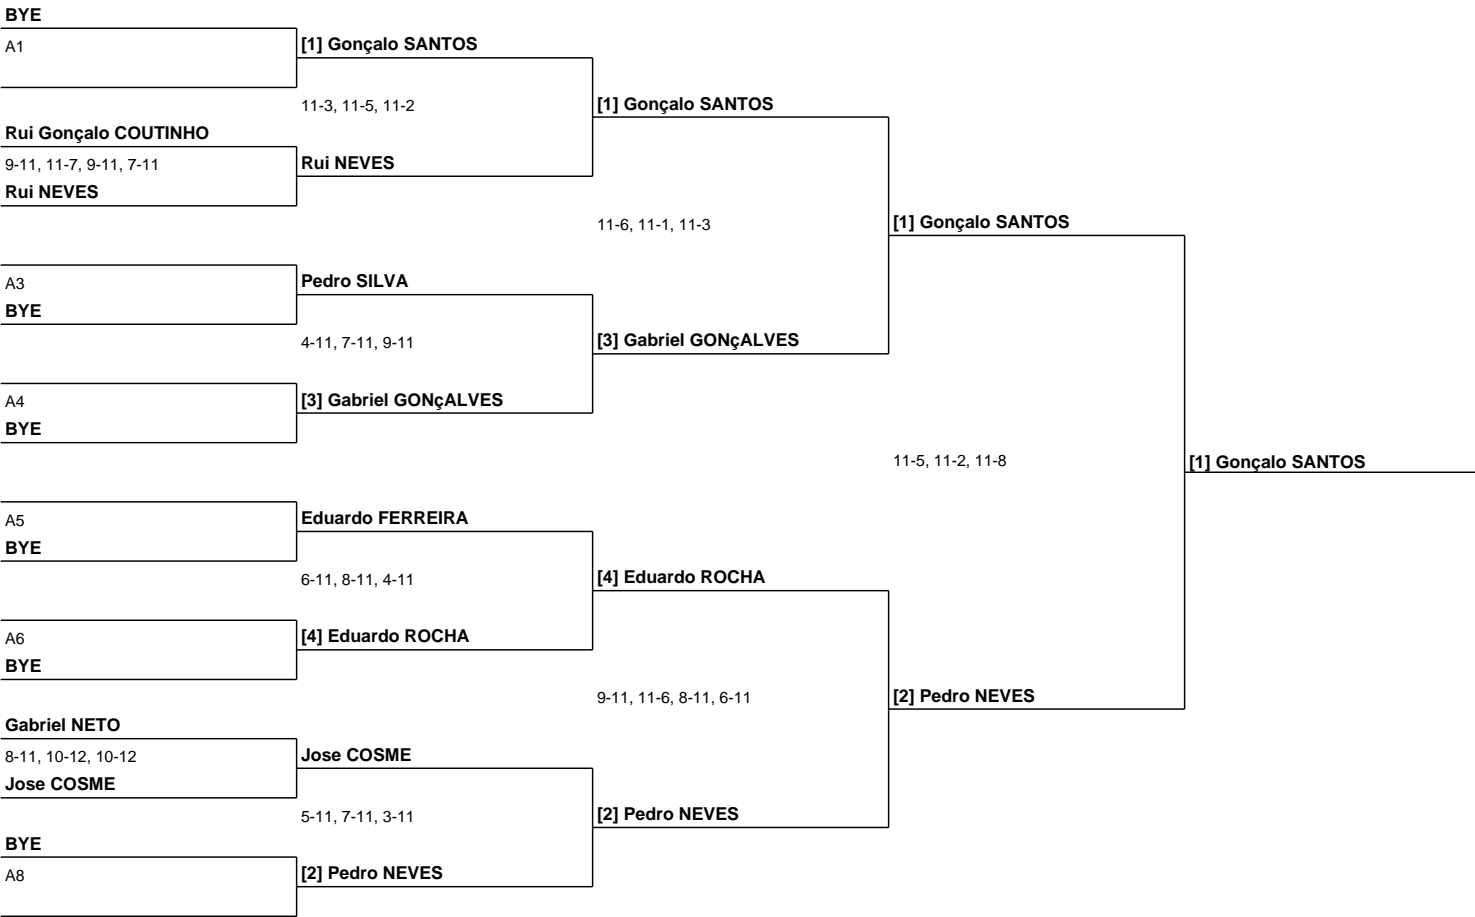 BYE
A1
[1] Gonçalo SANTOS
11-3, 11-5, 11-2
[1] Gonçalo SANTOS
Rui Gonçalo COUTINHO
9-11, 11-7, 9-11, 7-11
Rui NEVES
Rui NEVES
11-6, 11-1, 11-3
[1] Gonçalo SANTOS
A3
BYE
Pedro SILVA
4-11, 7-11, 9-11
[3] Gabriel GONçALVES
A4
BYE
[3] Gabriel GONçALVES
11-5, 11-2, 11-8
[1] Gonçalo SANTOS
A5
BYE
Eduardo FERREIRA
6-11, 8-11, 4-11
[4] Eduardo ROCHA
A6
BYE
[4] Eduardo ROCHA
9-11, 11-6, 8-11, 6-11
[2] Pedro NEVES
Gabriel NETO
8-11, 10-12, 10-12
Jose COSME
Jose COSME
5-11, 7-11, 3-11
[2] Pedro NEVES
BYE
A8
[2] Pedro NEVES